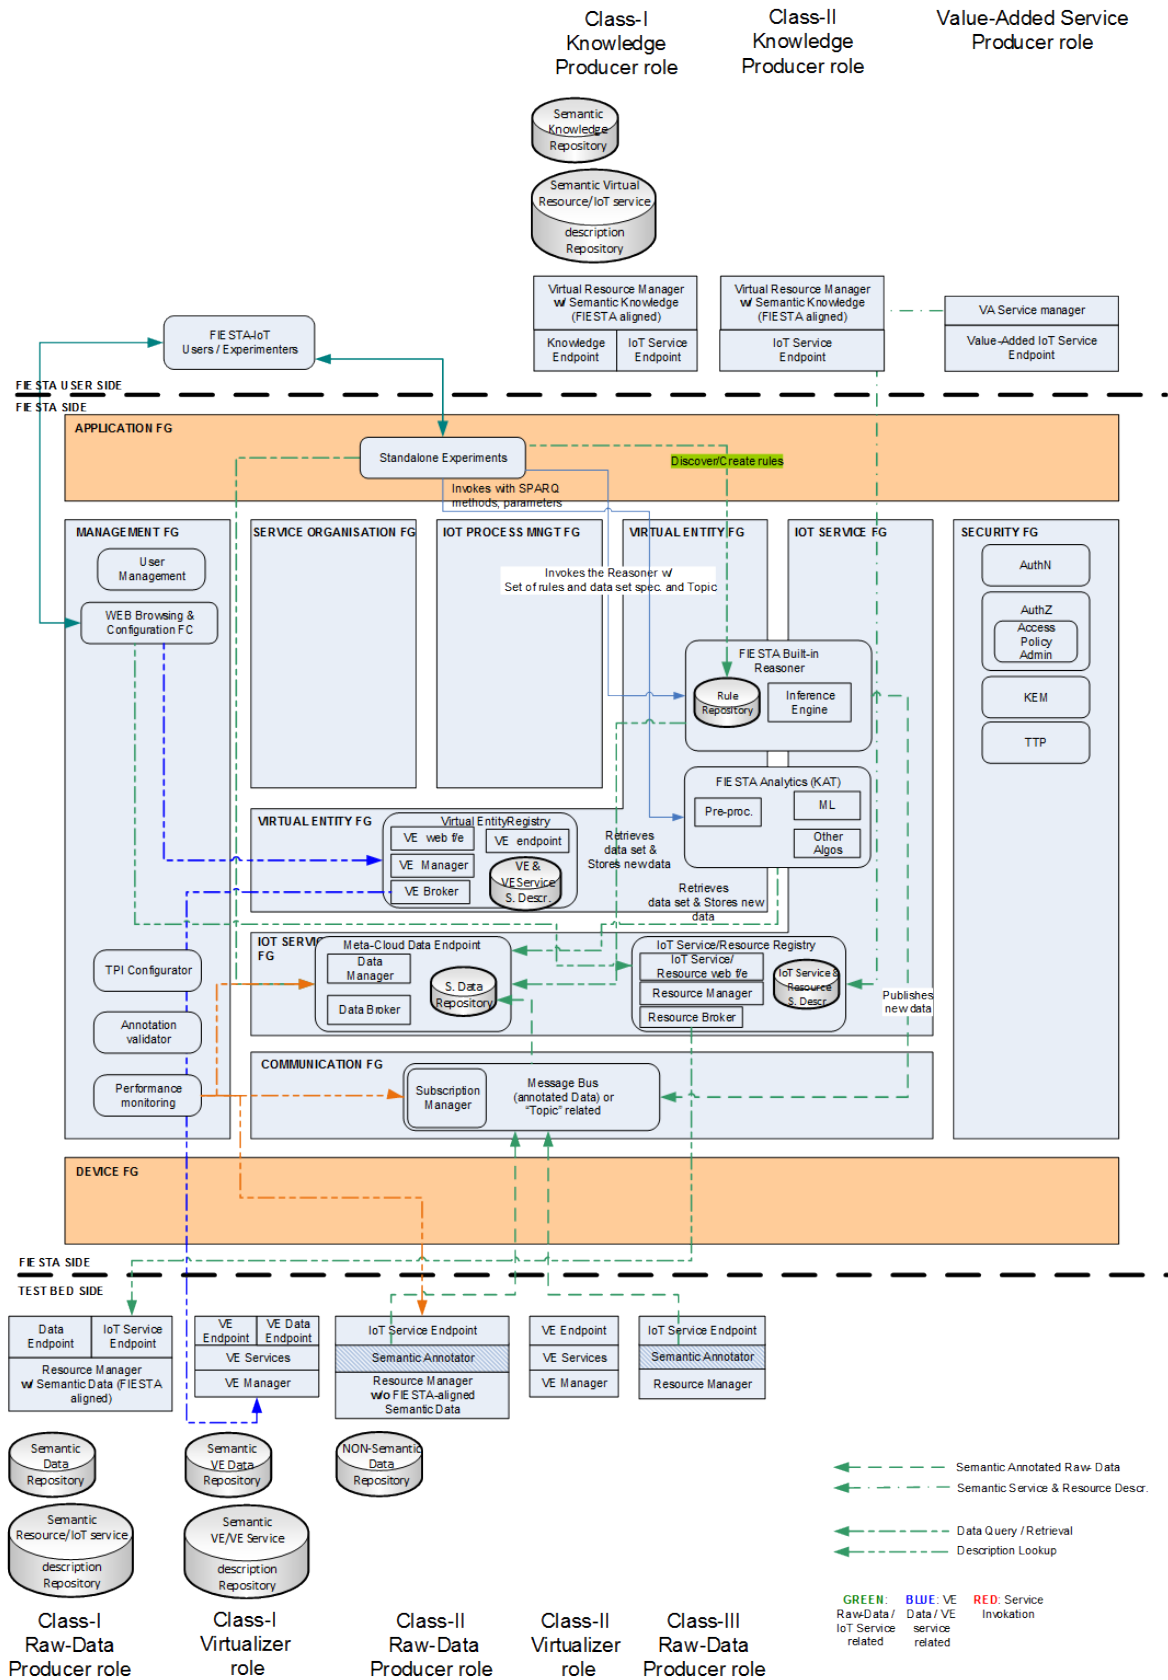 Class-I
Knowledge
Producer role
Class-II
Knowledge
Producer role
Value-Added Service
Producer role
Semantic
Knowledge
Repository
Semantic Virtual
Resource/IoT service
description
Repository
Virtual Resource Manager
w/ Semantic Knowledge
(FIESTA aligned)
Knowledge
Endpoint
IoT Service
Endpoint
Virtual Resource Manager
w/ Semantic Knowledge
(FIESTA aligned)
IoT Service
Endpoint
VA Service manager
Value-Added IoT Service
Endpoint
FIESTA-IoT
Users / Experimenters
FIESTA USER SIDE
FIESTA SIDE
APPLICATION FG
Standalone Experiments
Discover/Create rules
Invokes with SPARQ
methods, parameters
MANAGEMENT FG
SERVICE ORGANISATION FG
IOT PROCESS MNGT FG
VIRTUAL ENTITY FG
IOT SERVICE FG
SECURITY FG
User
Management
WEB Browsing &
Configuration FC
Invokes the Reasoner w/
Set of rules and data set spec. and Topic
AuthN
AuthZ
Access
Policy
Admin
KEM
TTP
FIESTA Built-in
Reasoner
Rule
Repository
Inference
Engine
FIESTA Analytics (KAT)
Pre-proc.
ML
Other
Algos
VIRTUAL ENTITY FG
Virtual EntityRegistry
VE web f/e
VE endpoint
VE Manager
VE Broker
VE &
VE Service
S. Descr.
Retrieves
data set &
Stores new data
Retrieves
data set & Stores new
data
IOT SERVIC
FG
Meta-Cloud Data Endpoint
Data
Manager
Data Broker
S. Data
Repository
IoT Service/Resource Registry
IoT Service/
Resource web f/e
Resource Manager
Resource Broker
IoT Service &
Resource
S. Descr.
Publishes
new data
TPI Configurator
Annotation
validator
Performance
monitoring
COMMUNICATION FG
Subscription
Manager
Message Bus
(annotated Data) or
"Topic" related
DEVICE FG
FIESTA SIDE
TEST BED SIDE
Data
Endpoint
IoT Service
Endpoint
Resource Manager
w/ Semantic Data (FIESTA
aligned)
VE
Endpoint
VE Data
Endpoint
VE Services
VE Manager
IoT Service Endpoint
Semantic Annotator
Resource Manager
w/o FIESTA-aligned
Semantic Data
VE Endpoint
VE Services
VE Manager
IoT Service Endpoint
Semantic Annotator
Resource Manager
Semantic
Data
Repository
Semantic
VE Data
Repository
NON-Semantic
Data
Repository
Semantic
Resource/IoT service
description
Repository
Semantic
VE/VE Service
description
Repository
Semantic Annotated Raw-Data
Semantic Service & Resource Descr.
Data Query / Retrieval
Description Lookup
GREEN:
Raw-Data /
IoT Service
related
BLUE: VE
Data / VE
service
related
RED: Service
Invokation
Class-I
Raw-Data
Producer role
Class-I
Virtualizer
role
Class-II
Raw-Data
Producer role
Class-II
Virtualizer
role
Class-III
Raw-Data
Producer role